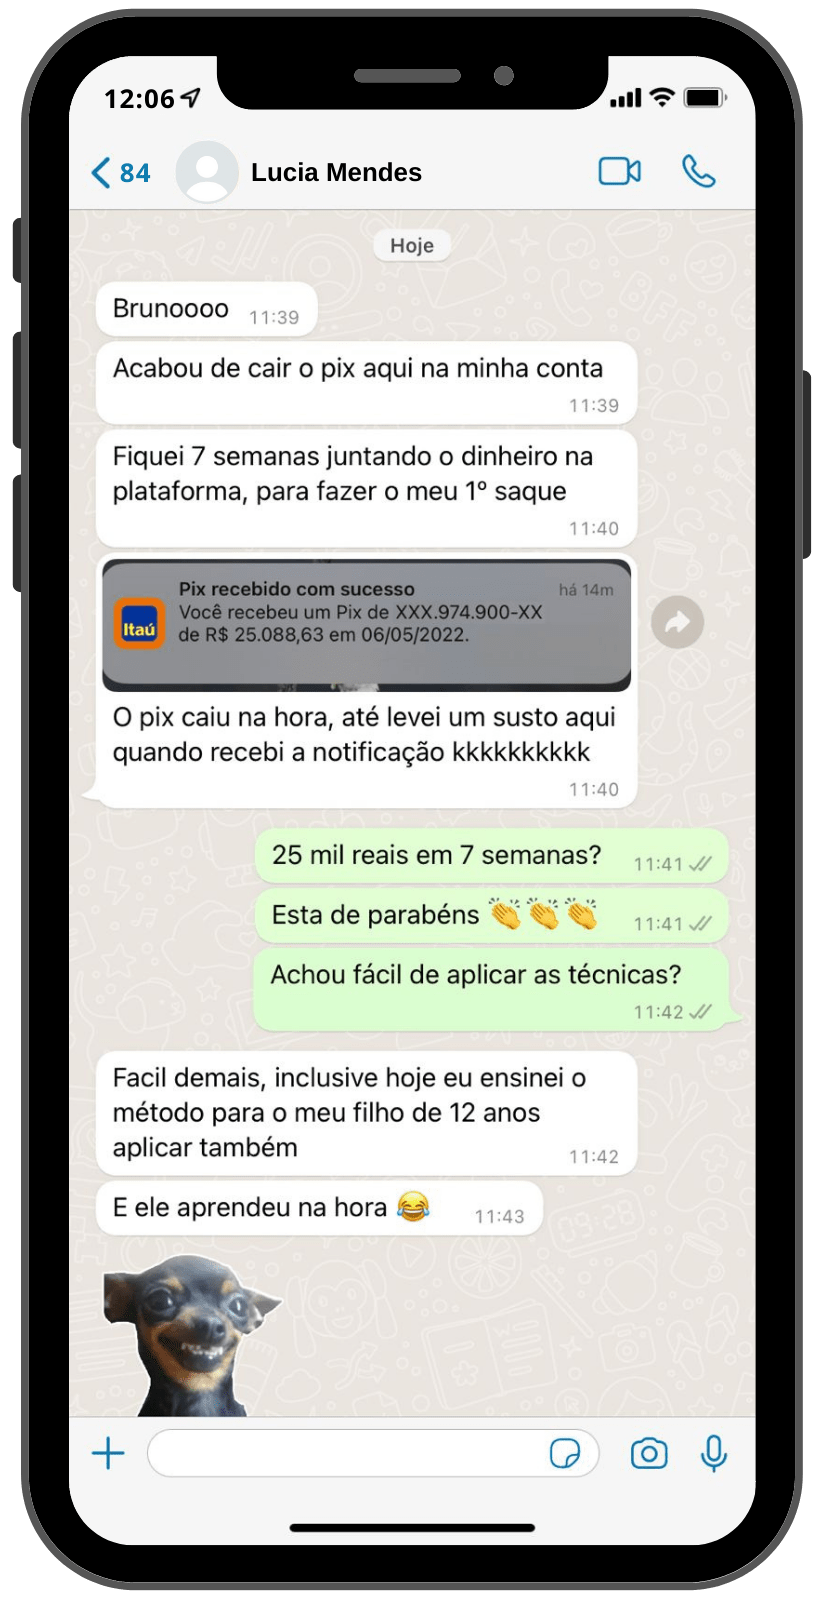 12:06
84
Lucia Mendes
Hoje
Brunoooo 11:39
Acabou de cair o pix aqui na minha conta
11:39
Fiquei 7 semanas juntando o dinheiro na
plataforma, para fazer o meu 1º saque
11:40
Pix recebido com sucesso há 14m
Você recebeu um Pix de XXX.974.900-XX
de R$ 25.088,63 em 06/05/2022.
Itaú
O pix caiu na hora, até levei um susto aqui
quando recebi a notificação kkkkkkkkkk
11:40
25 mil reais em 7 semanas? 11:41
Esta de parabéns 👏👏👏 11:41
Achou fácil de aplicar as técnicas?
11:42
Facil demais, inclusive hoje eu ensinei o
método para o meu filho de 12 anos
aplicar também 11:42
E ele aprendeu na hora 😂 11:43